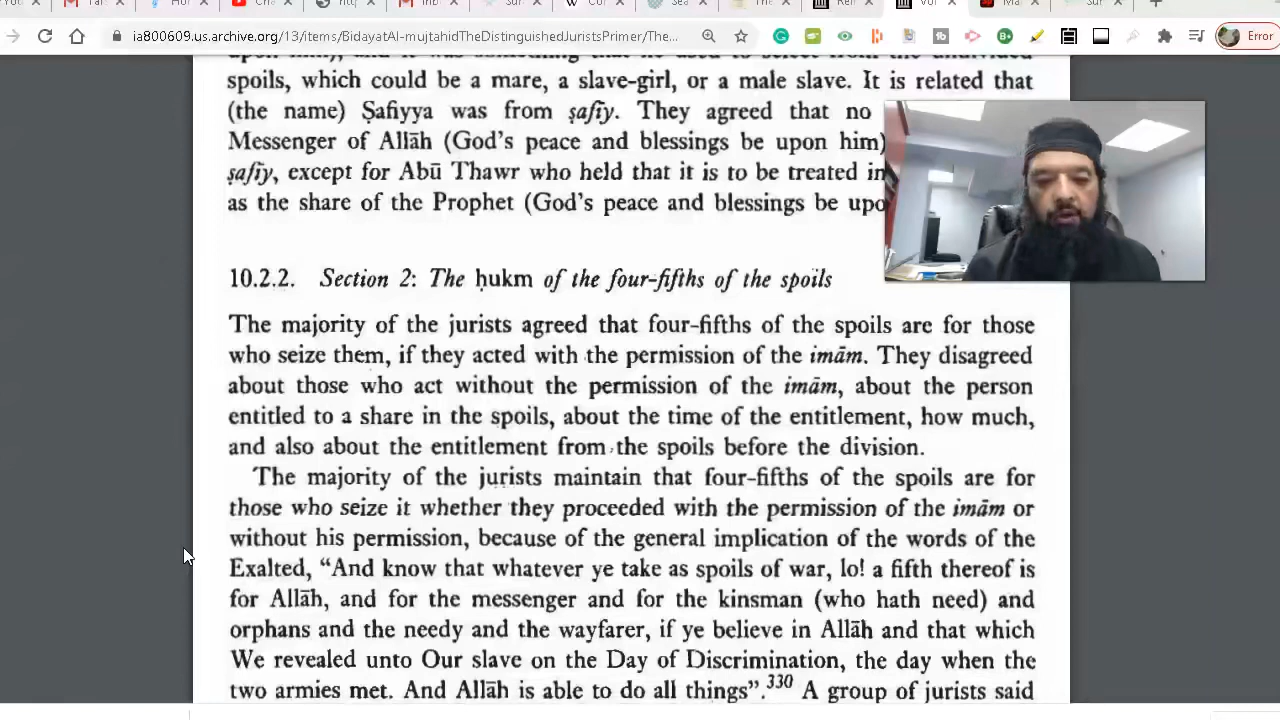 ia800609.us.archive.org/13/items/BidayatAl-mujtahidTheDistinguishedJuristsPrimer/The...
Error
spoils, which could be a mare, a slave-girl, or a male slave. It is related that
(the name) Ṣafiyya was from ṣafīy. They agreed that no
Messenger of Allāh (God's peace and blessings be upon him)
ṣafīy, except for Abū Thawr who held that it is to be treated in
as the share of the Prophet (God's peace and blessings be upo
10.2.2. Section 2: The ḥukm of the four-fifths of the spoils
The majority of the jurists agreed that four-fifths of the spoils are for those
who seize them, if they acted with the permission of the imām. They disagreed
about those who act without the permission of the imām, about the person
entitled to a share in the spoils, about the time of the entitlement, how much,
and also about the entitlement from the spoils before the division.
The majority of the jurists maintain that four-fifths of the spoils are for
those who seize it whether they proceeded with the permission of the imām or
without his permission, because of the general implication of the words of the
Exalted, "And know that whatever ye take as spoils of war, lo! a fifth thereof is
for Allāh, and for the messenger and for the kinsman (who hath need) and
orphans and the needy and the wayfarer, if ye believe in Allāh and that which
We revealed unto Our slave on the Day of Discrimination, the day when the
two armies met. And Allāh is able to do all things".330 A group of jurists said